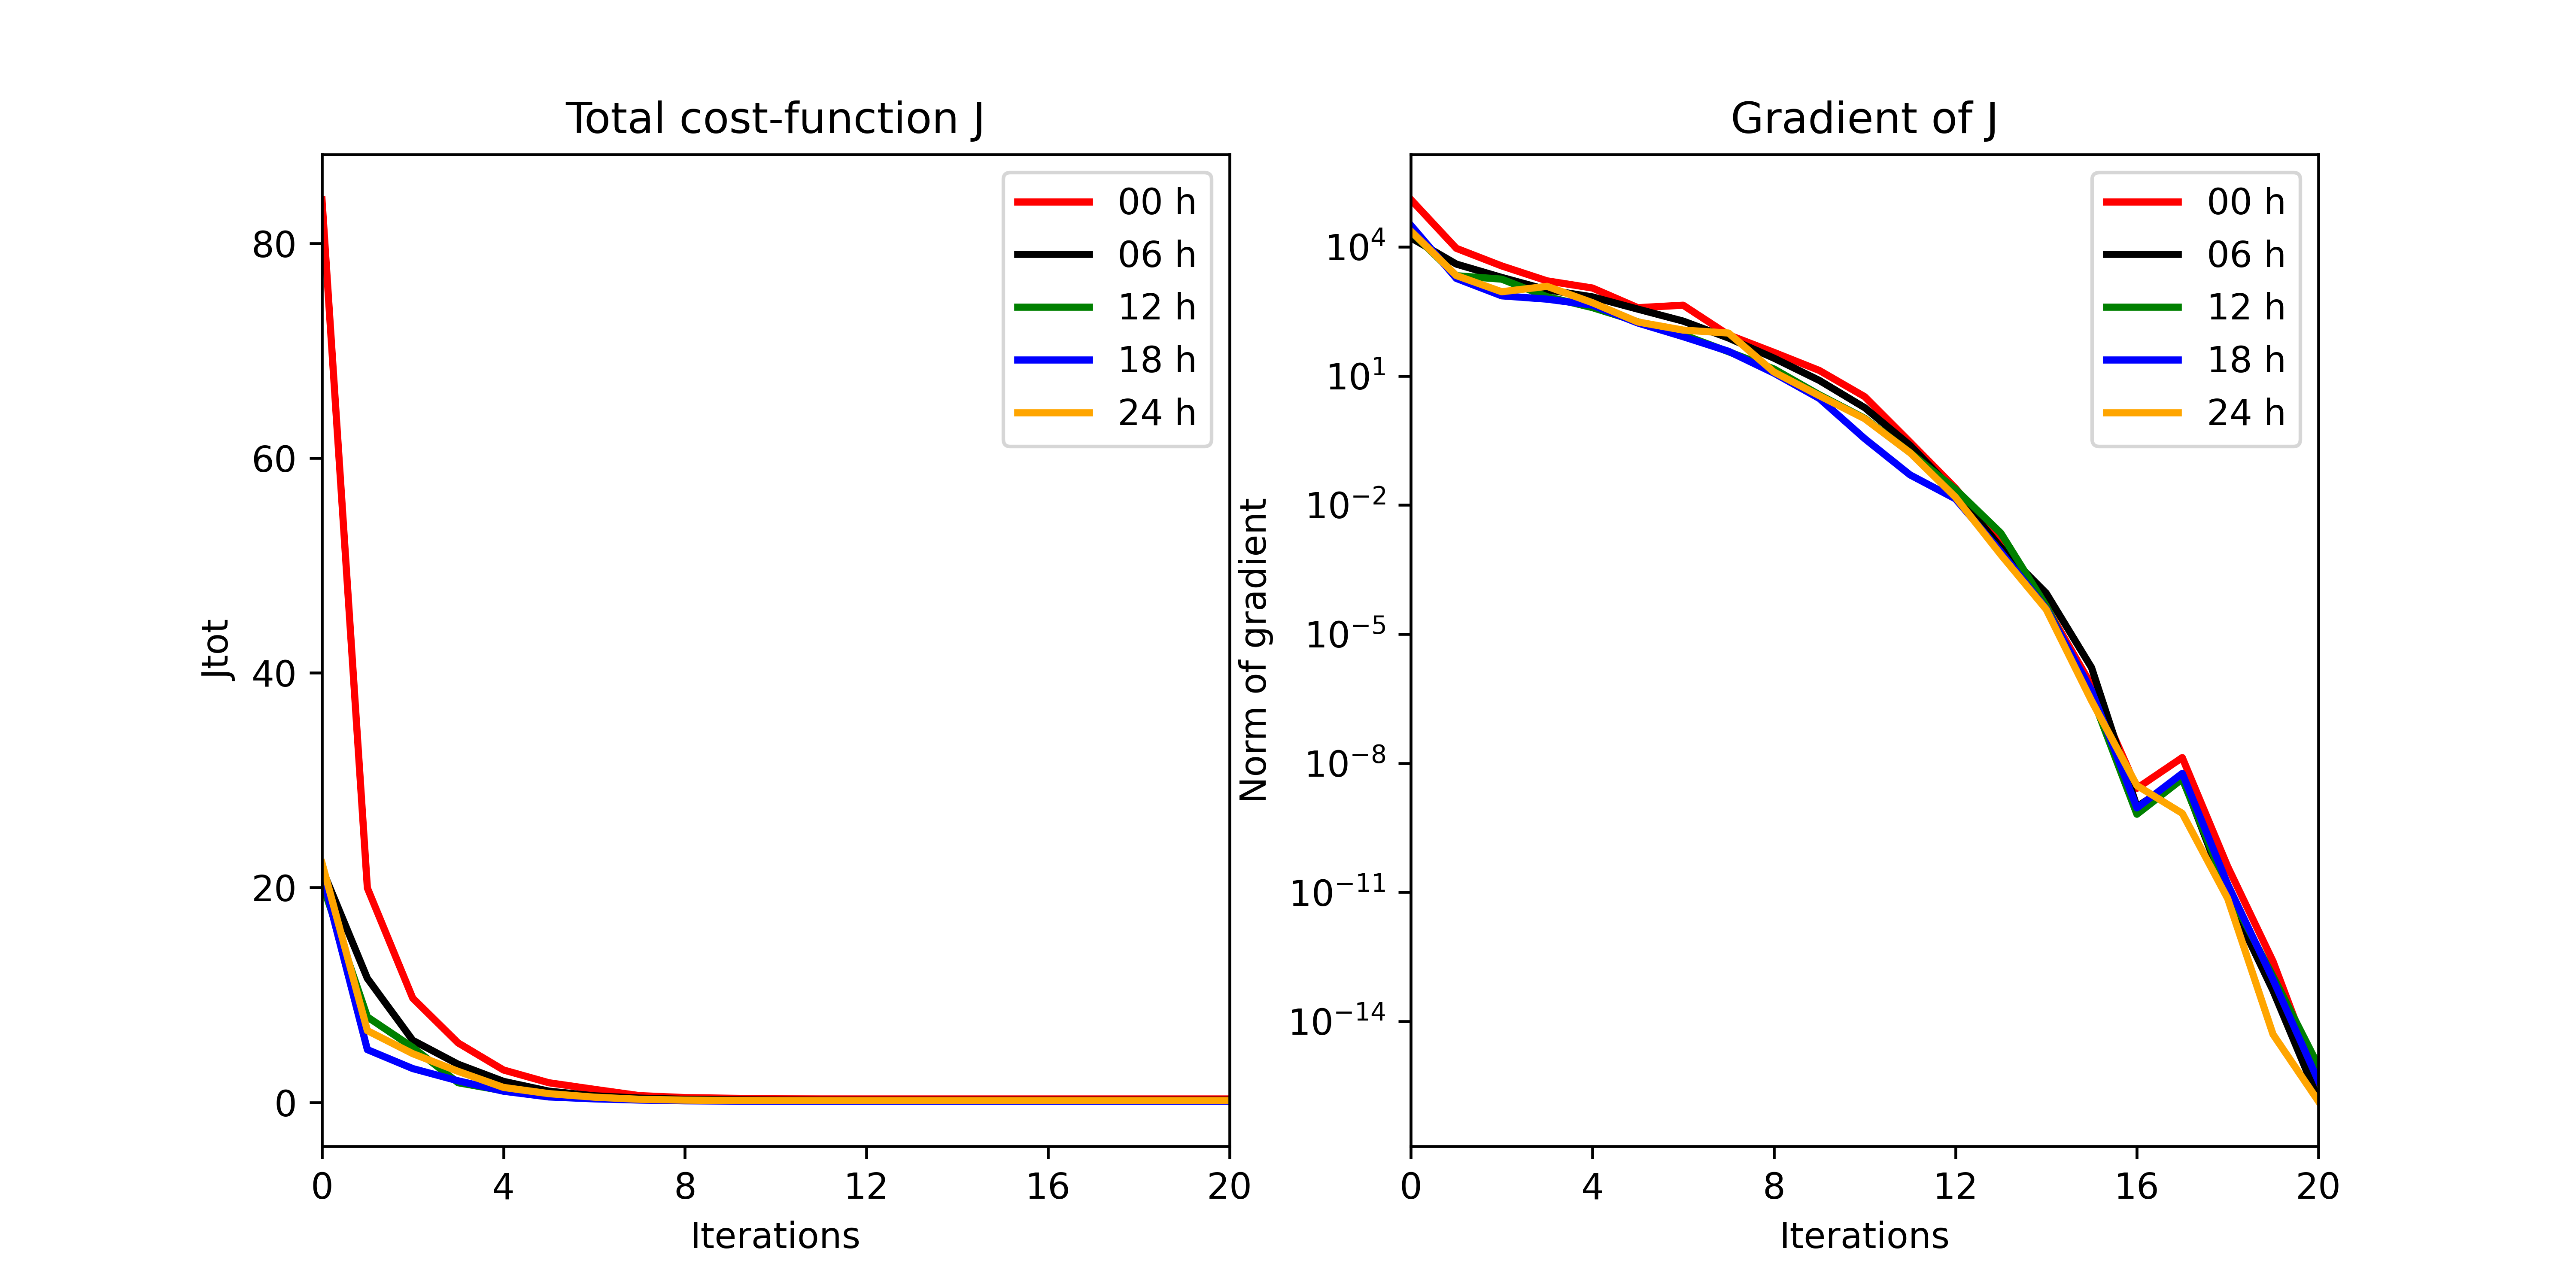 Total cost-function J
Jtot
80
60
40
20
0
0 4 8 12 16 20
Iterations
00 h
06 h
12 h
18 h
24 h
Gradient of J
Norm of gradient
10⁴
10¹
10⁻²
10⁻⁵
10⁻⁸
10⁻¹¹
10⁻¹⁴
0 4 8 12 16 20
Iterations
00 h
06 h
12 h
18 h
24 h